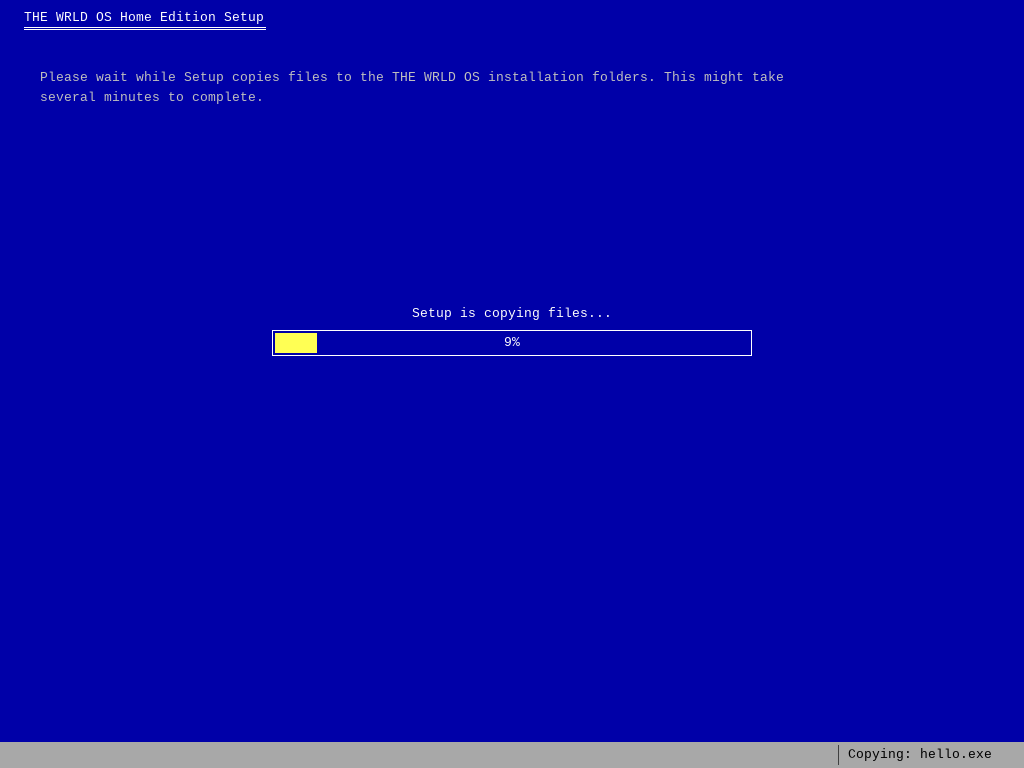 THE WRLD OS Home Edition Setup
Please wait while Setup copies files to the THE WRLD OS installation folders. This might take
several minutes to complete.
Setup is copying files...
9%
Copying: hello.exe